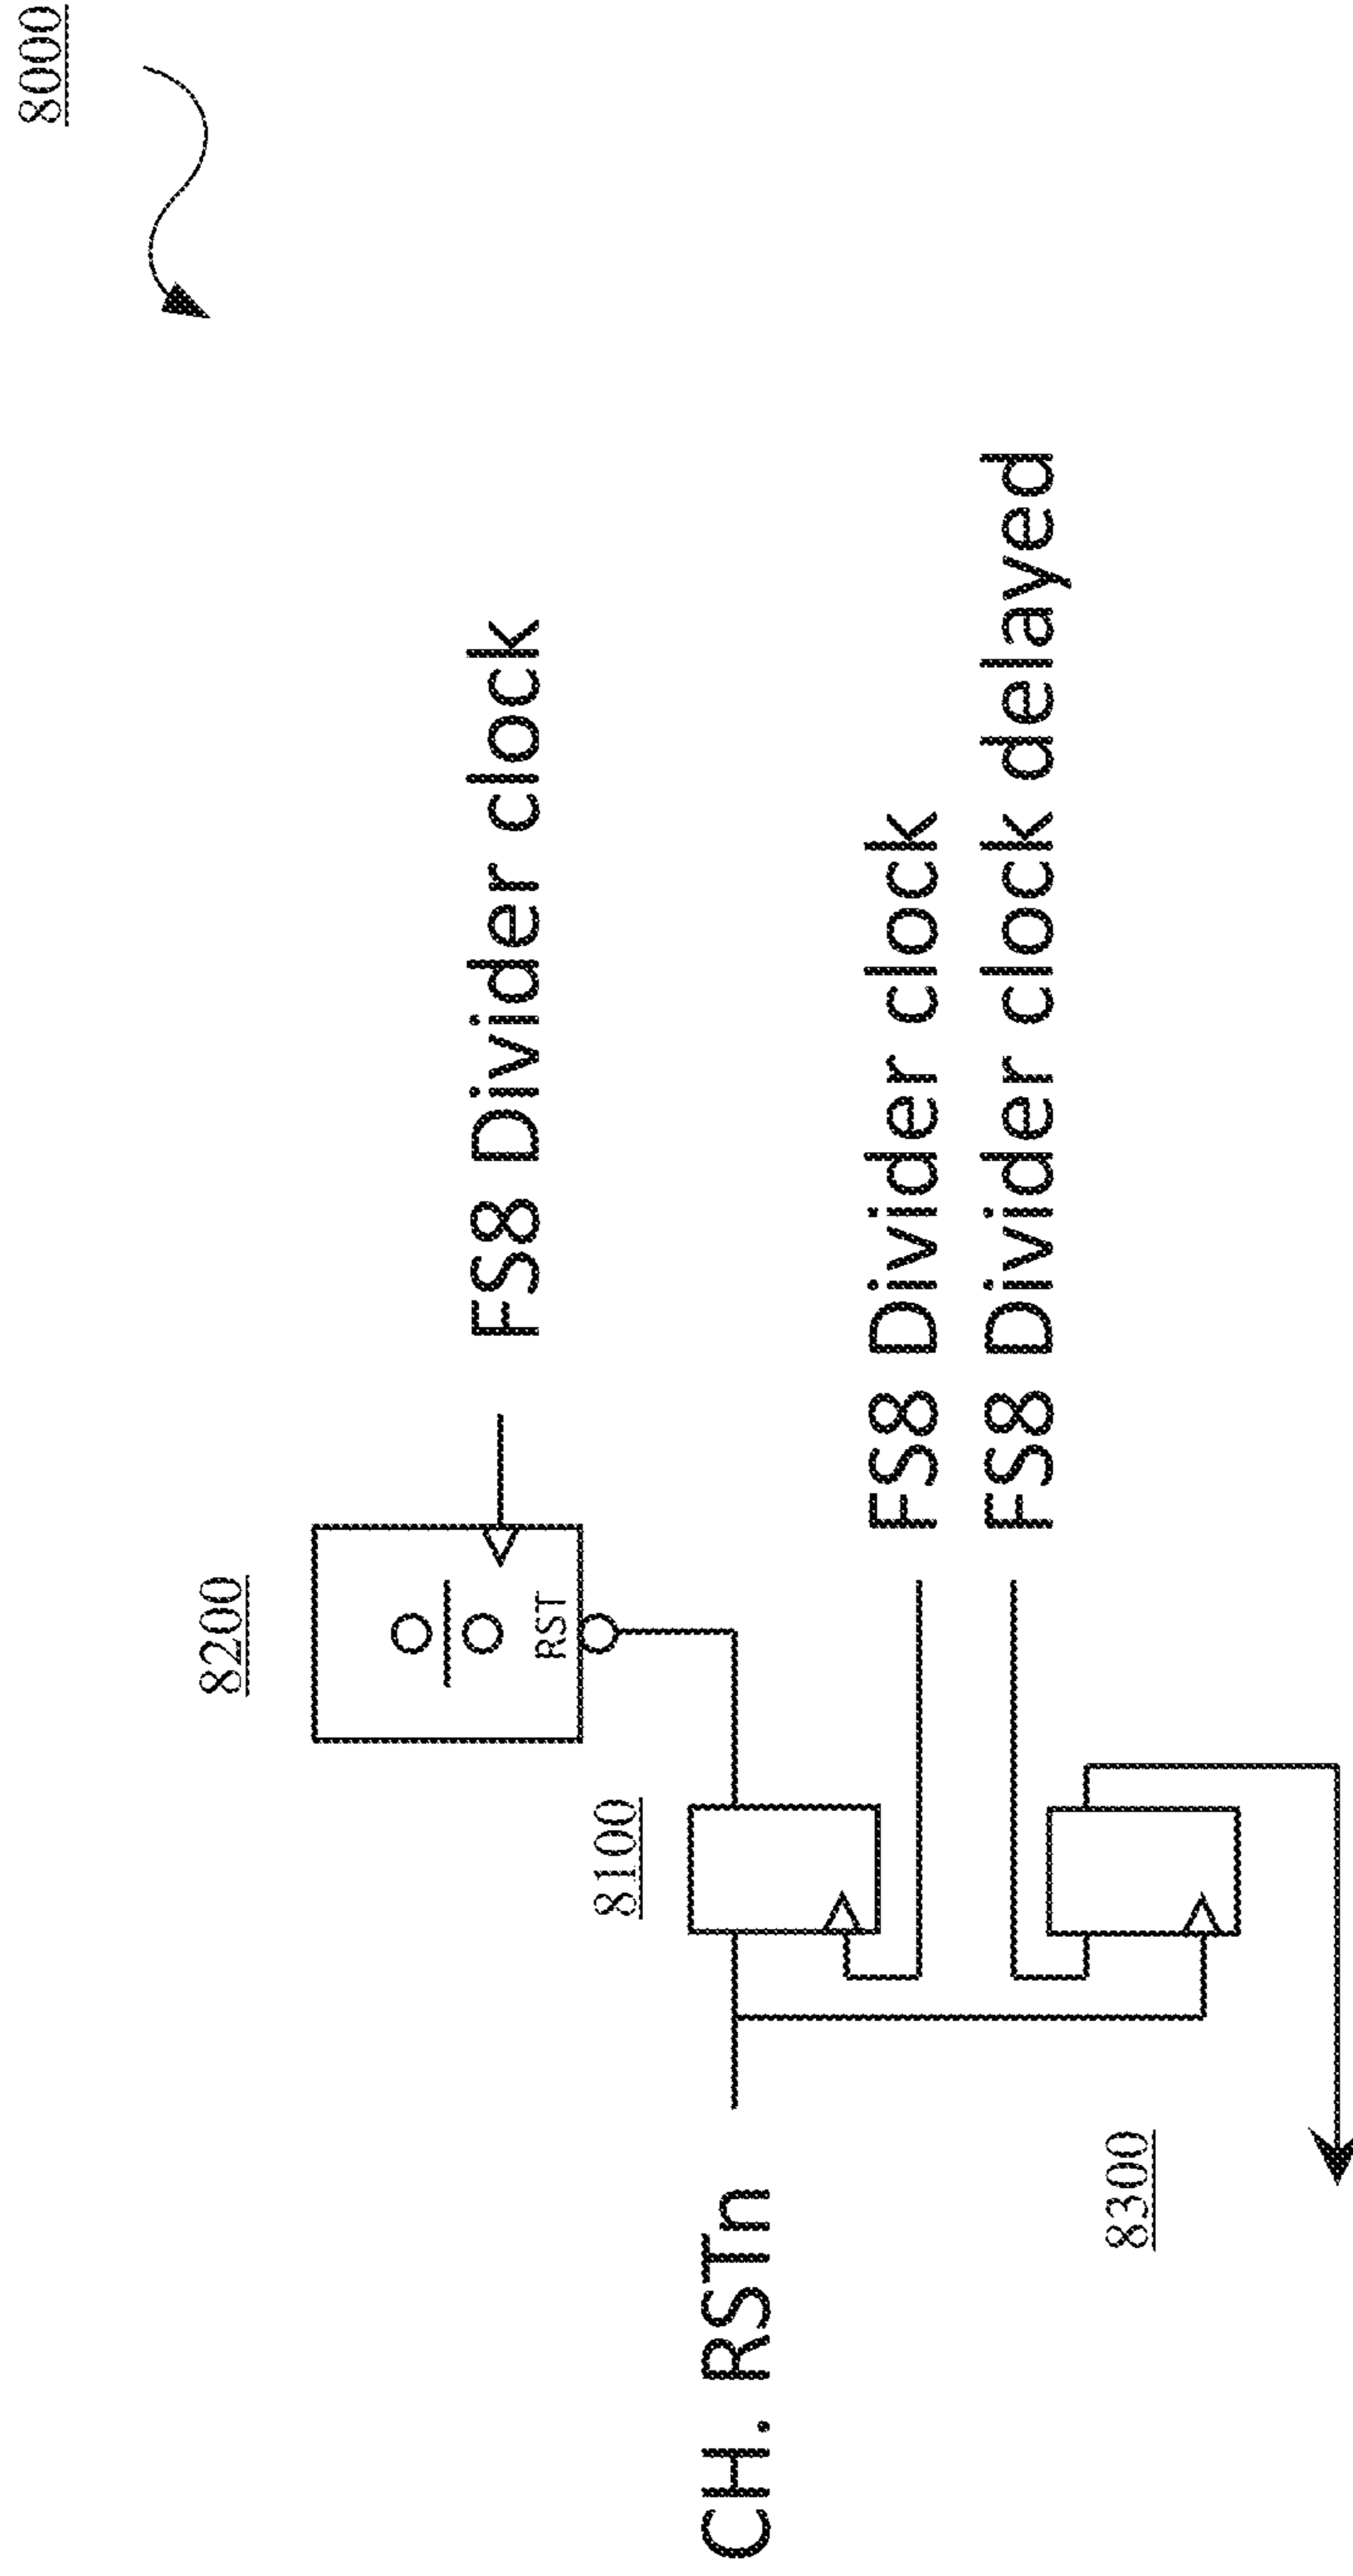 8000
8200
FS8 Divider clock
RST
8100
CH. RSTn
FS8 Divider clock
FS8 Divider clock delayed
8300